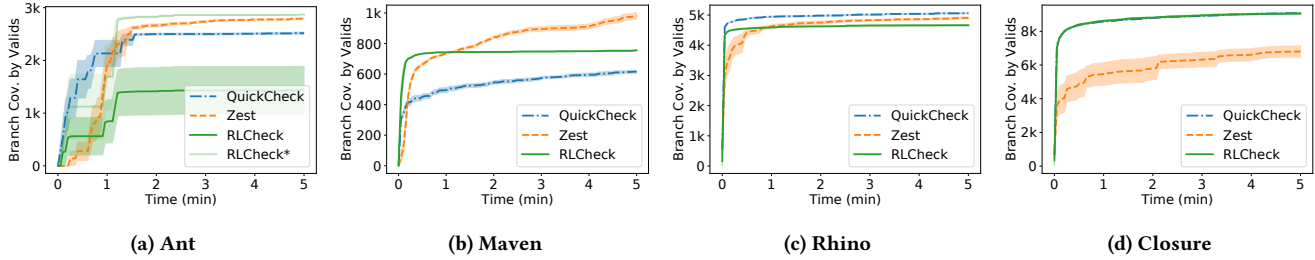 Branch Cov. by Valids
3k
2k
1k
0
0
1
2
3
4
5
Time (min)
QuickCheck
Zest
RLCheck
RLCheck*
(a) Ant
Branch Cov. by Valids
1k
800
600
400
200
0
0
1
2
3
4
5
Time (min)
QuickCheck
Zest
RLCheck
(b) Maven
Branch Cov. by Valids
5k
4k
3k
2k
1k
0
0
1
2
3
4
5
Time (min)
QuickCheck
Zest
RLCheck
(c) Rhino
Branch Cov. by Valids
8k
6k
4k
2k
0
0
1
2
3
4
5
Time (min)
QuickCheck
Zest
RLCheck
(d) Closure